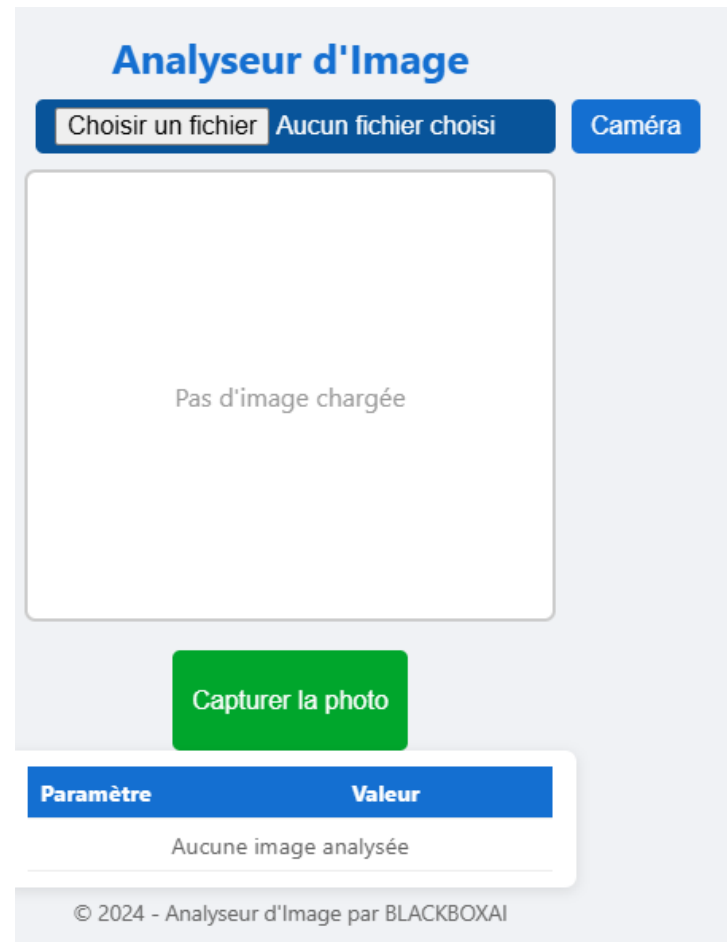 Analyseur d'Image
Choisir un fichier Aucun fichier choisi Caméra
Pas d'image chargée
Capturer la photo
Paramètre Valeur
Aucune image analysée
© 2024 - Analyseur d'Image par BLACKBOXAI